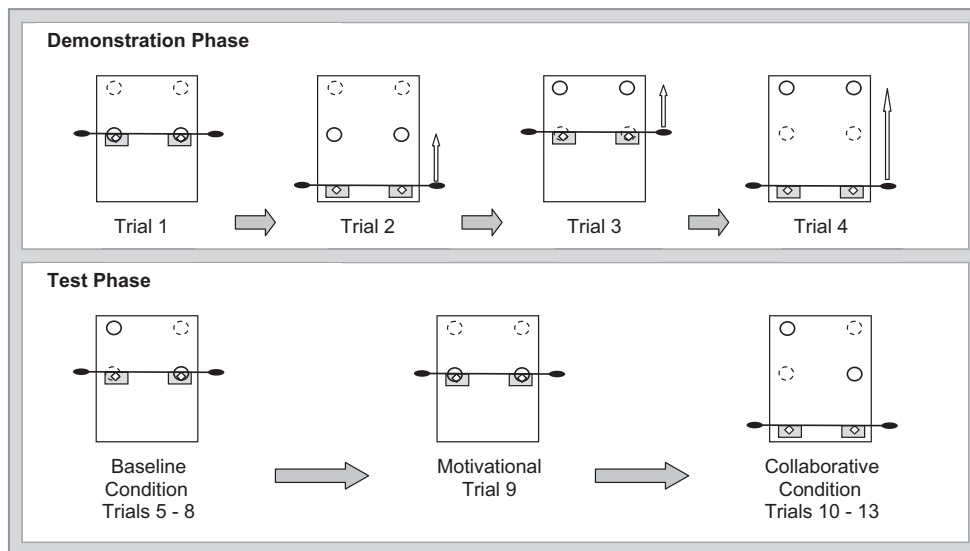 Demonstration Phase
Trial 1
Trial 2
Trial 3
Trial 4
Test Phase
Baseline
Condition
Trials 5 - 8
Motivational
Trial 9
Collaborative
Condition
Trials 10 - 13